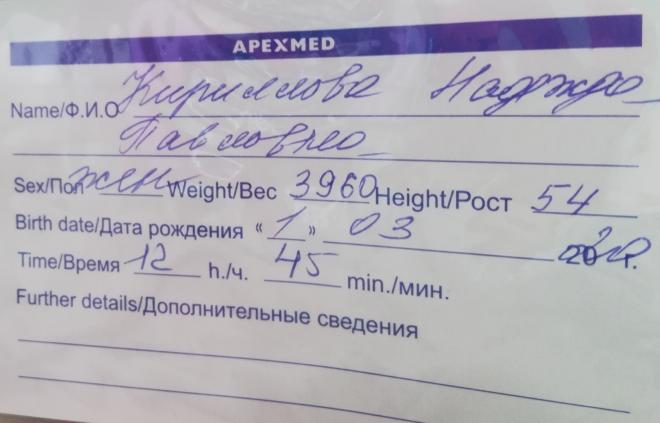 APEXMED
Name/Ф.И.О Кириллова Надежда
Павловна
Sex/Пол жен Weight/Вес 3960 Height/Рост 54
Birth date/Дата рождения « 1 » 03 2020 г.
Time/Время 12 h./ч. 45 min./мин.
Further details/Дополнительные сведения